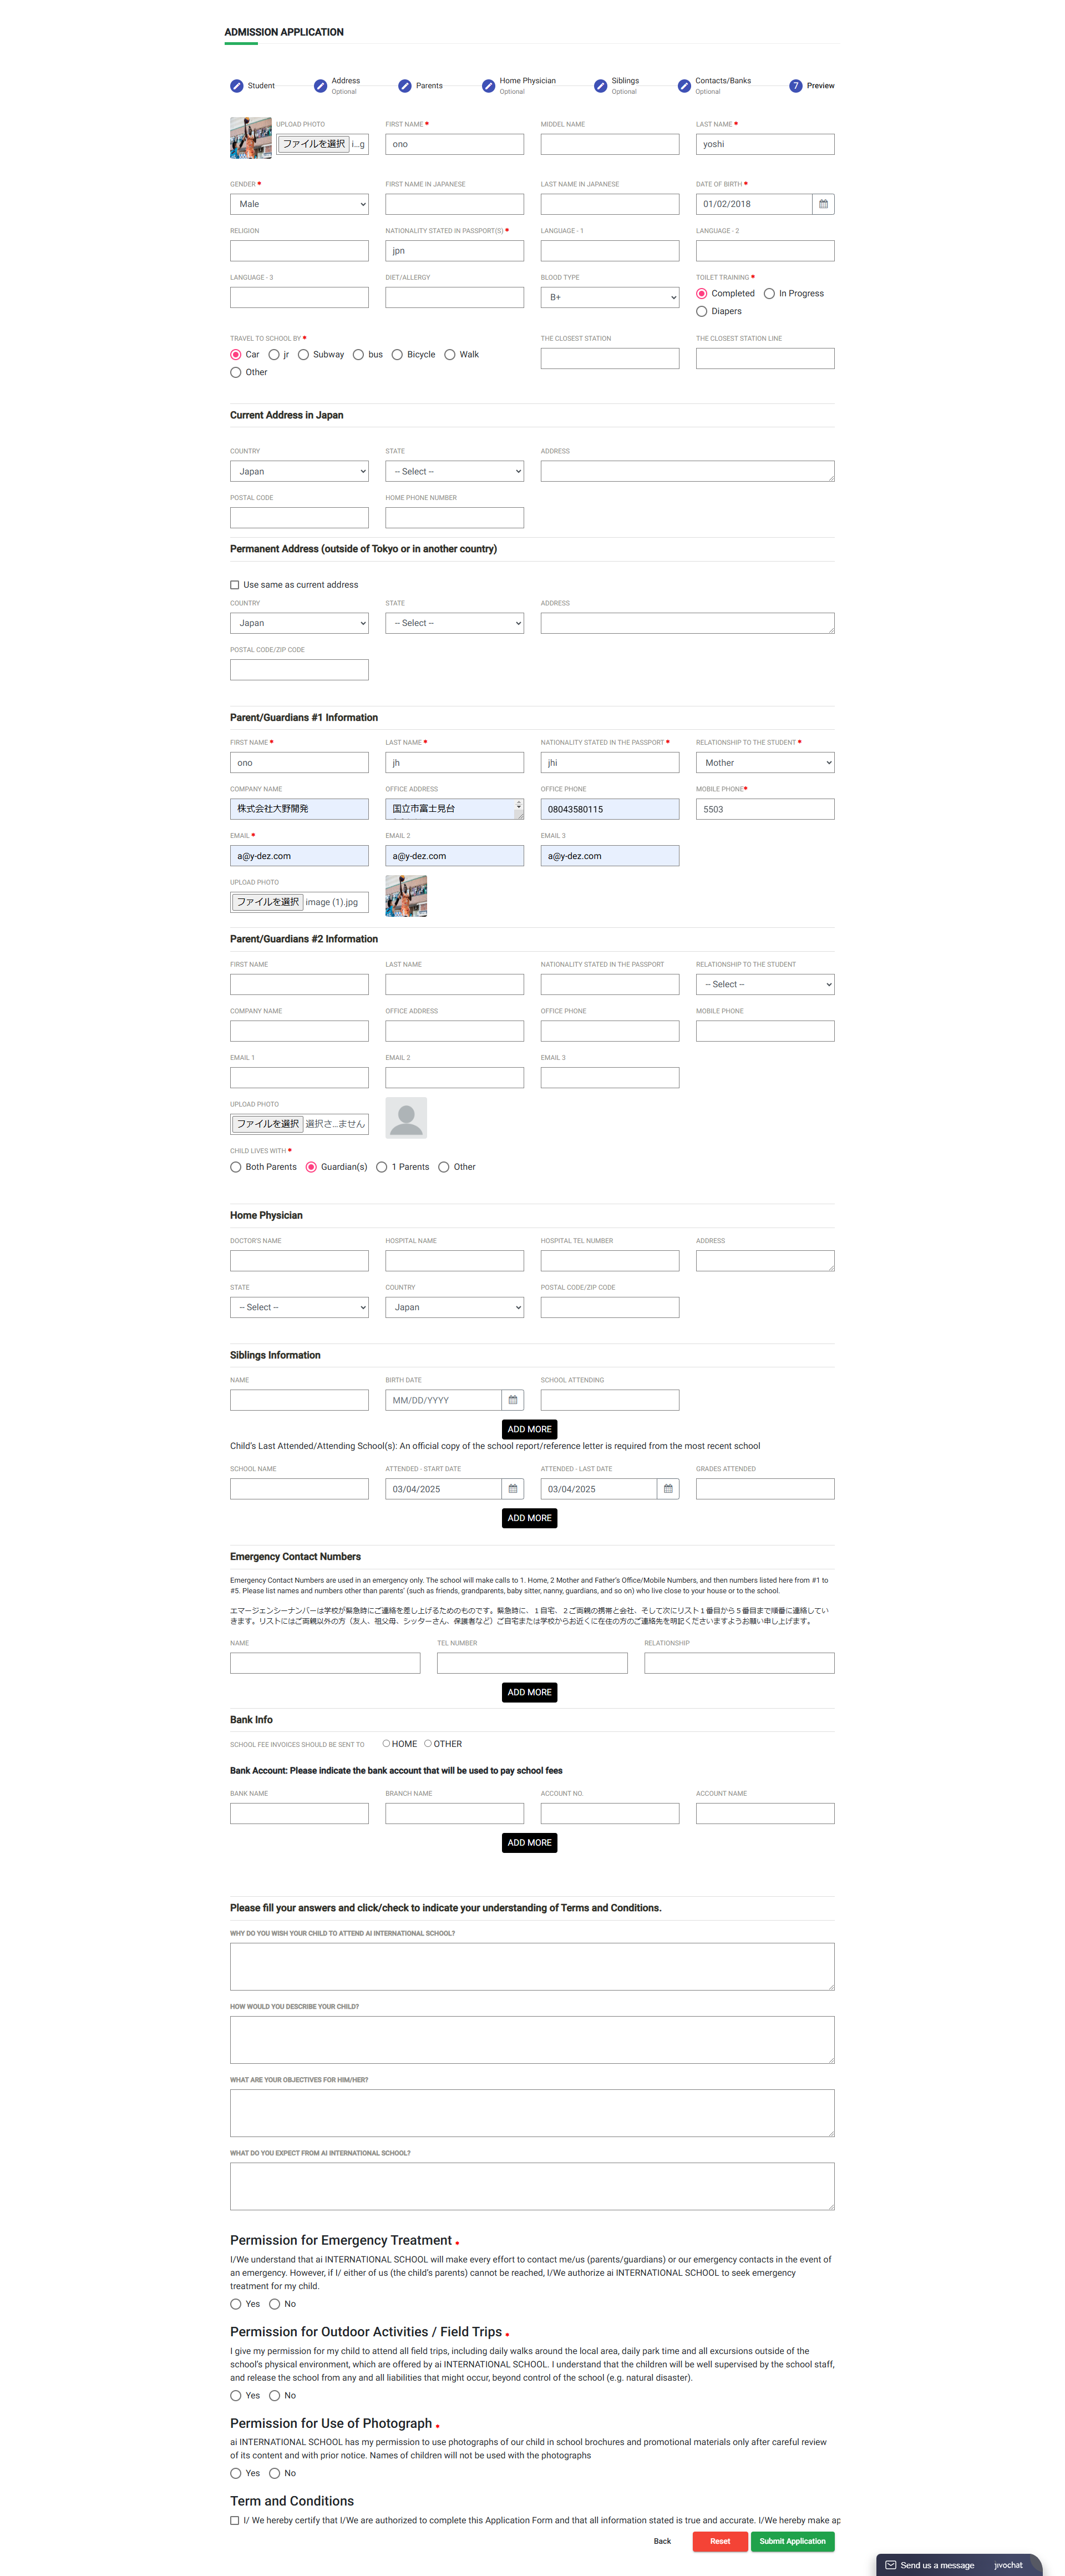 ADMISSION APPLICATION
Student
Address
Optional
Parents
Home Physician
Optional
Siblings
Optional
Contacts/Banks
Optional
7 Preview
UPLOAD PHOTO FIRST NAME * MIDDEL NAME LAST NAME *
ファイルを選択 i...g ono yoshi
GENDER * FIRST NAME IN JAPANESE LAST NAME IN JAPANESE DATE OF BIRTH *
Male 01/02/2018
RELIGION NATIONALITY STATED IN PASSPORT(S) * LANGUAGE - 1 LANGUAGE - 2
jpn
LANGUAGE - 3 DIET/ALLERGY BLOOD TYPE TOILET TRAINING *
B+ Completed In Progress
Diapers
TRAVEL TO SCHOOL BY * THE CLOSEST STATION THE CLOSEST STATION LINE
Car jr Subway bus Bicycle Walk
Other
Current Address in Japan
COUNTRY STATE ADDRESS
Japan -- Select --
POSTAL CODE HOME PHONE NUMBER
Permanent Address (outside of Tokyo or in another country)
Use same as current address
COUNTRY STATE ADDRESS
Japan -- Select --
POSTAL CODE/ZIP CODE
Parent/Guardians #1 Information
FIRST NAME * LAST NAME * NATIONALITY STATED IN THE PASSPORT * RELATIONSHIP TO THE STUDENT *
ono jh jhi Mother
COMPANY NAME OFFICE ADDRESS OFFICE PHONE MOBILE PHONE*
株式会社大野開発 国立市富士見台 08043580115 5503
EMAIL * EMAIL 2 EMAIL 3
a@y-dez.com a@y-dez.com a@y-dez.com
UPLOAD PHOTO
ファイルを選択 image (1).jpg
Parent/Guardians #2 Information
FIRST NAME LAST NAME NATIONALITY STATED IN THE PASSPORT RELATIONSHIP TO THE STUDENT
-- Select --
COMPANY NAME OFFICE ADDRESS OFFICE PHONE MOBILE PHONE
EMAIL 1 EMAIL 2 EMAIL 3
UPLOAD PHOTO
ファイルを選択 選択さ...ません
CHILD LIVES WITH *
Both Parents Guardian(s) 1 Parents Other
Home Physician
DOCTOR'S NAME HOSPITAL NAME HOSPITAL TEL NUMBER ADDRESS
STATE COUNTRY POSTAL CODE/ZIP CODE
-- Select -- Japan
Siblings Information
NAME BIRTH DATE SCHOOL ATTENDING
MM/DD/YYYY
ADD MORE
Child's Last Attended/Attending School(s): An official copy of the school report/reference letter is required from the most recent school
SCHOOL NAME ATTENDED - START DATE ATTENDED - LAST DATE GRADES ATTENDED
03/04/2025 03/04/2025
ADD MORE
Emergency Contact Numbers
Emergency Contact Numbers are used in an emergency only. The school will make calls to 1. Home, 2 Mother and Father's Office/Mobile Numbers, and then numbers listed here from #1 to
#5. Please list names and numbers other than parents' (such as friends, grandparents, baby sitter, nanny, guardians, and so on) who live close to your house or to the school.
エマージェンシーナンバーは学校が緊急時にご連絡を差し上げるためのものです。緊急時に、１自宅、２ご両親の携帯と会社、そして次にリスト１番目から５番目まで順番に連絡してい
きます。リストにはご両親以外の方（友人、祖父母、シッターさん、保護者など）ご自宅または学校からお近くに在住の方のご連絡先を明記くださいますようお願い申し上げます。
NAME TEL NUMBER RELATIONSHIP
ADD MORE
Bank Info
SCHOOL FEE INVOICES SHOULD BE SENT TO HOME OTHER
Bank Account: Please indicate the bank account that will be used to pay school fees
BANK NAME BRANCH NAME ACCOUNT NO. ACCOUNT NAME
ADD MORE
Please fill your answers and click/check to indicate your understanding of Terms and Conditions.
WHY DO YOU WISH YOUR CHILD TO ATTEND AI INTERNATIONAL SCHOOL?
HOW WOULD YOU DESCRIBE YOUR CHILD?
WHAT ARE YOUR OBJECTIVES FOR HIM/HER?
WHAT DO YOU EXPECT FROM AI INTERNATIONAL SCHOOL?
Permission for Emergency Treatment *
I/We understand that ai INTERNATIONAL SCHOOL will make every effort to contact me/us (parents/guardians) or our emergency contacts in the event of
an emergency. However, if I/ either of us (the child's parents) cannot be reached, I/We authorize ai INTERNATIONAL SCHOOL to seek emergency
treatment for my child.
Yes No
Permission for Outdoor Activities / Field Trips *
I give my permission for my child to attend all field trips, including daily walks around the local area, daily park time and all excursions outside of the
school's physical environment, which are offered by ai INTERNATIONAL SCHOOL. I understand that the children will be well supervised by the school staff,
and release the school from any and all liabilities that might occur, beyond control of the school (e.g. natural disaster).
Yes No
Permission for Use of Photograph *
ai INTERNATIONAL SCHOOL has my permission to use photographs of our child in school brochures and promotional materials only after careful review
of its content and with prior notice. Names of children will not be used with the photographs
Yes No
Term and Conditions
I/ We hereby certify that I/We are authorized to complete this Application Form and that all information stated is true and accurate. I/We hereby make ap
Back Reset Submit Application
Send us a message jivochat